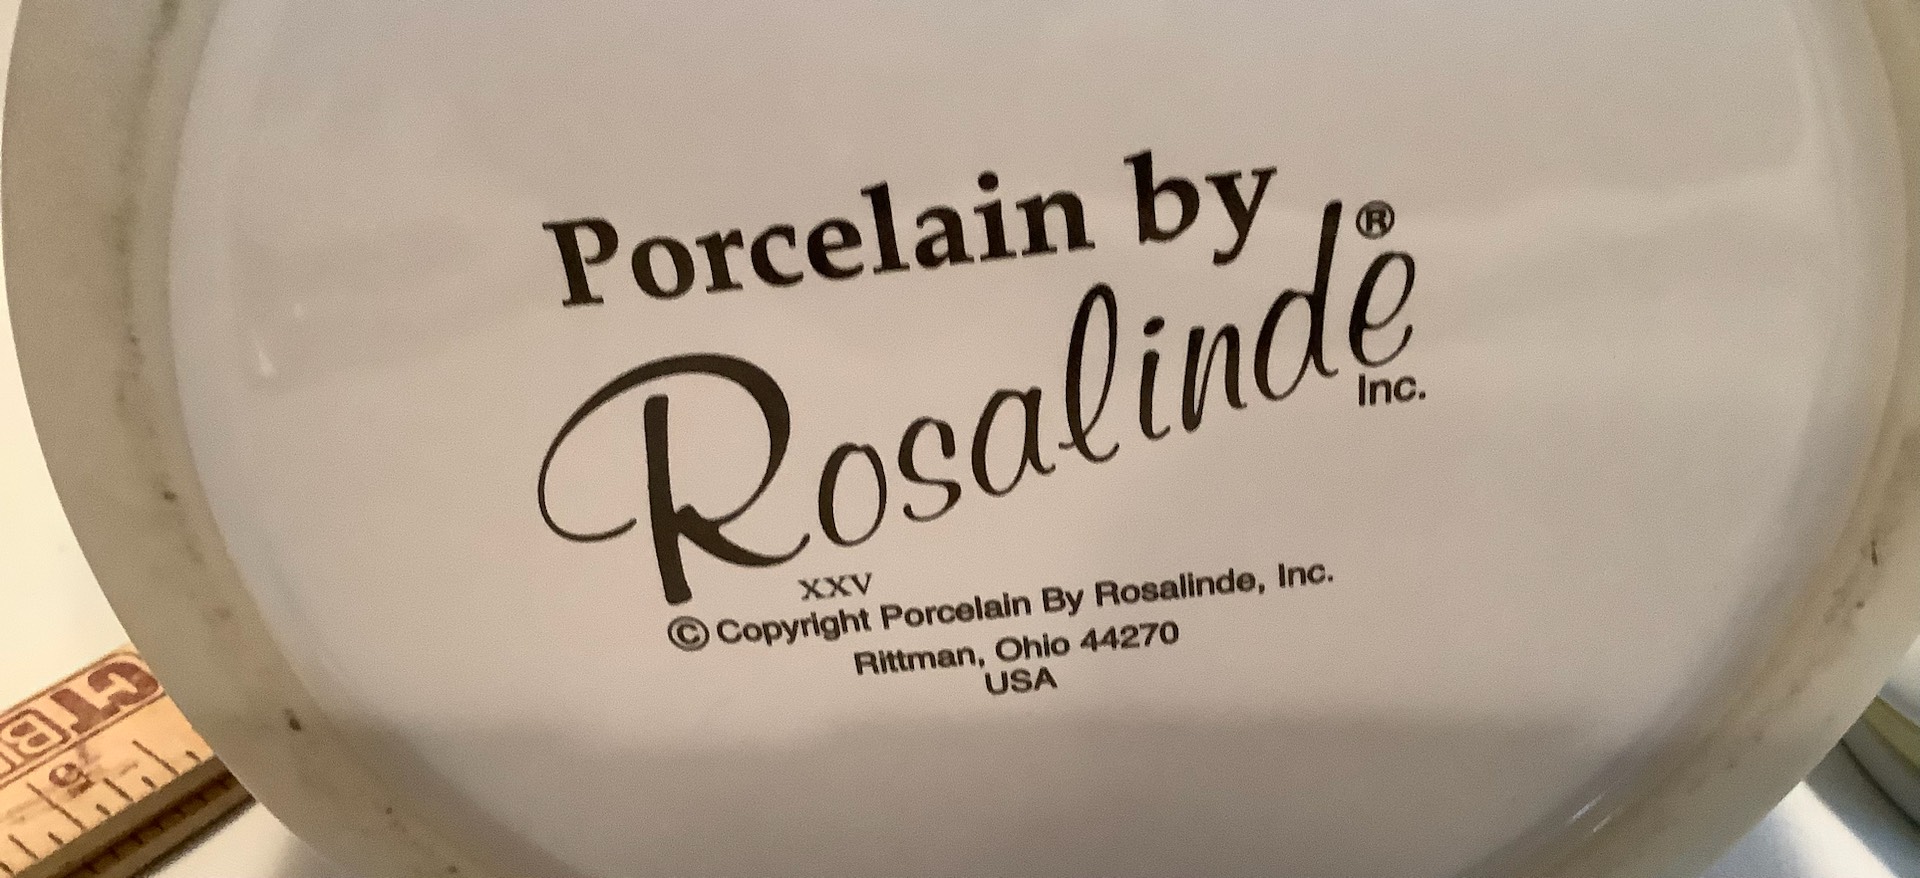 Porcelain by
Rosalinde®
Inc.
XXV
© Copyright Porcelain By Rosalinde, Inc.
Rittman, Ohio 44270
USA